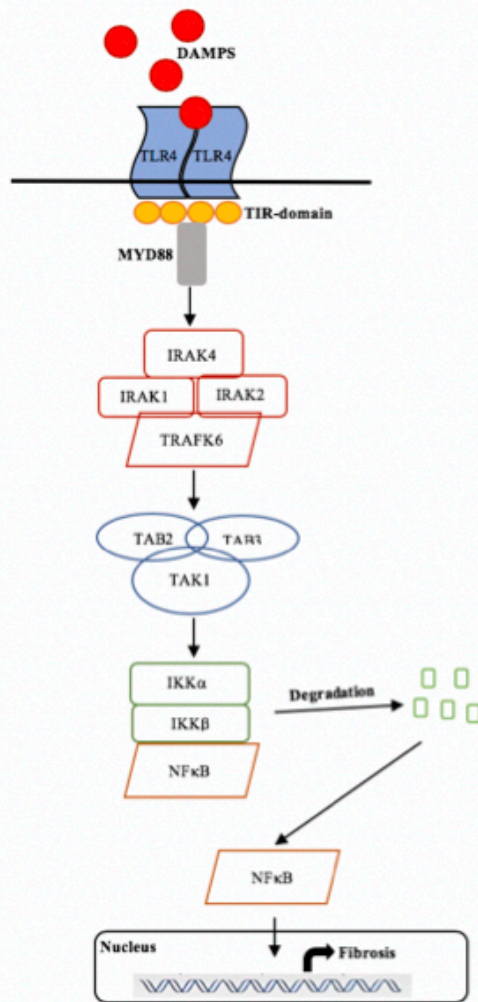 DAMPS
TLR4 TLR4
TIR-domain
MYD88
IRAK4
IRAK1 IRAK2
TRAFK6
TAB2 TAB3
TAK1
IKKα
Degradation
IKKβ
NFκB
NFκB
Nucleus
Fibrosis